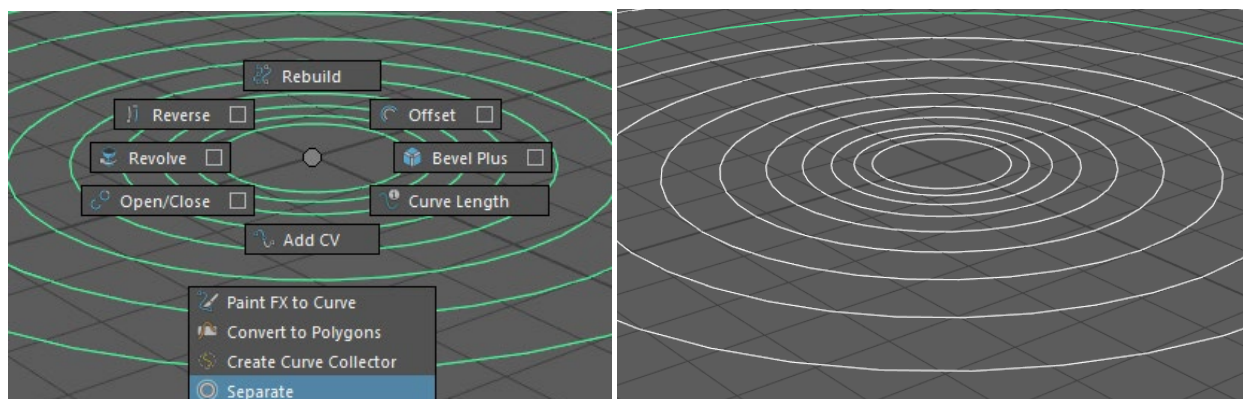 Rebuild
Reverse
Offset
Revolve
Bevel Plus
Open/Close
Curve Length
Add CV
Paint FX to Curve
Convert to Polygons
Create Curve Collector
Separate